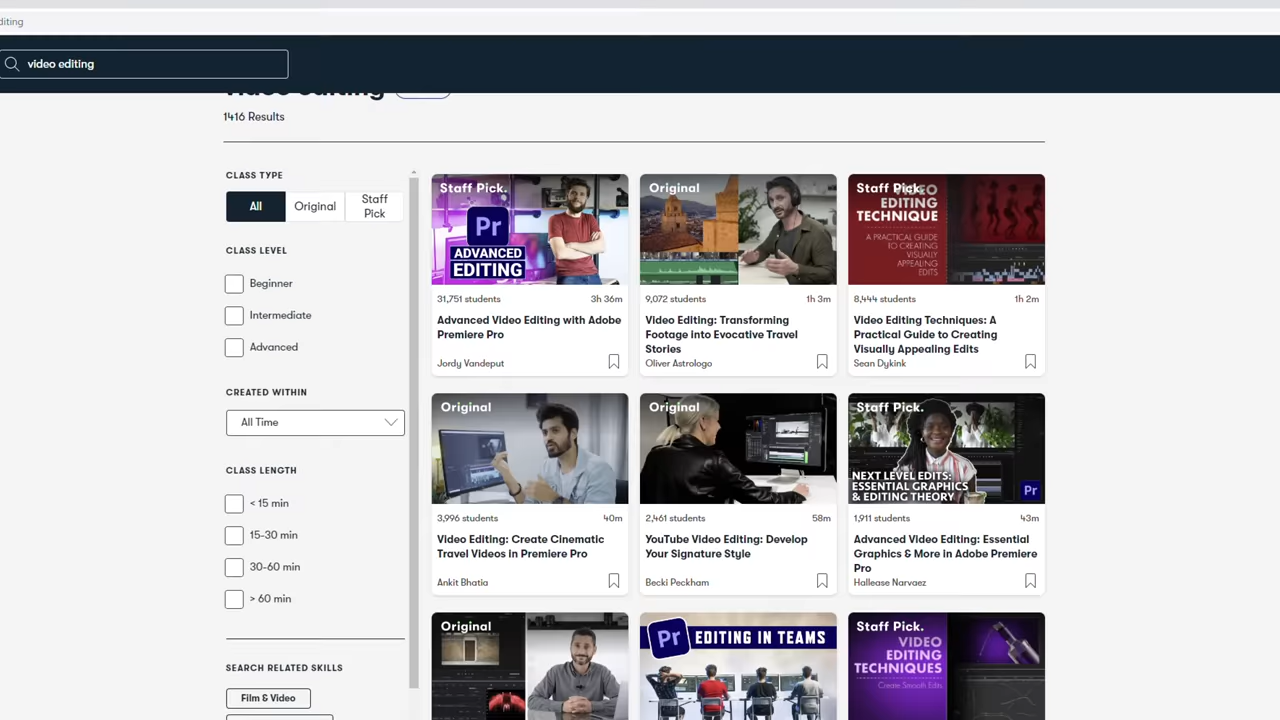 diting
video editing
video editing
1416 Results
CLASS TYPE
All
Original
Staff
Pick
CLASS LEVEL
Beginner
Intermediate
Advanced
CREATED WITHIN
All Time
CLASS LENGTH
< 15 min
15-30 min
30-60 min
> 60 min
SEARCH RELATED SKILLS
Film & Video
Staff Pick.
Pr
ADVANCED
EDITING
31,751 students
3h 36m
Advanced Video Editing with Adobe
Premiere Pro
Jordy Vandeput
Original
9,072 students
1h 3m
Video Editing: Transforming
Footage into Evocative Travel
Stories
Oliver Astrologo
Staff Pick.
VIDEO
EDITING
TECHNIQUE
A PRACTICAL GUIDE
TO CREATING
VISUALLY
APPEALING
EDITS
8,444 students
1h 2m
Video Editing Techniques: A
Practical Guide to Creating
Visually Appealing Edits
Sean Dykink
Original
3,996 students
40m
Video Editing: Create Cinematic
Travel Videos in Premiere Pro
Ankit Bhatia
Original
2,461 students
58m
YouTube Video Editing: Develop
Your Signature Style
Becki Peckham
Staff Pick.
NEXT LEVEL EDITS:
ESSENTIAL GRAPHICS
& EDITING THEORY
Pr
1,911 students
43m
Advanced Video Editing: Essential
Graphics & More in Adobe Premiere
Pro
Hallease Narvaez
Original
Pr
EDITING IN TEAMS
Staff Pick.
VIDEO
EDITING
TECHNIQUES
Create Smooth Edits